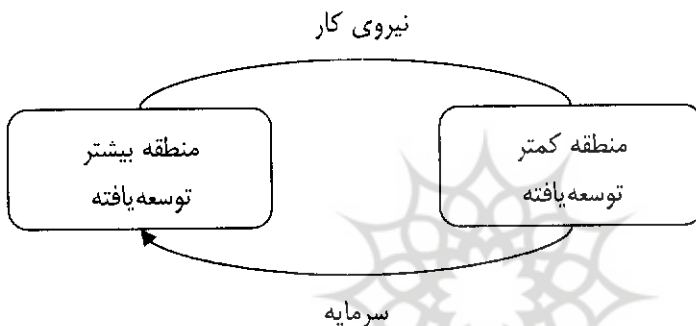 نیروی کار
منطقه کمتر
توسعه‌یافته
منطقه بیشتر
توسعه‌یافته
سرمایه